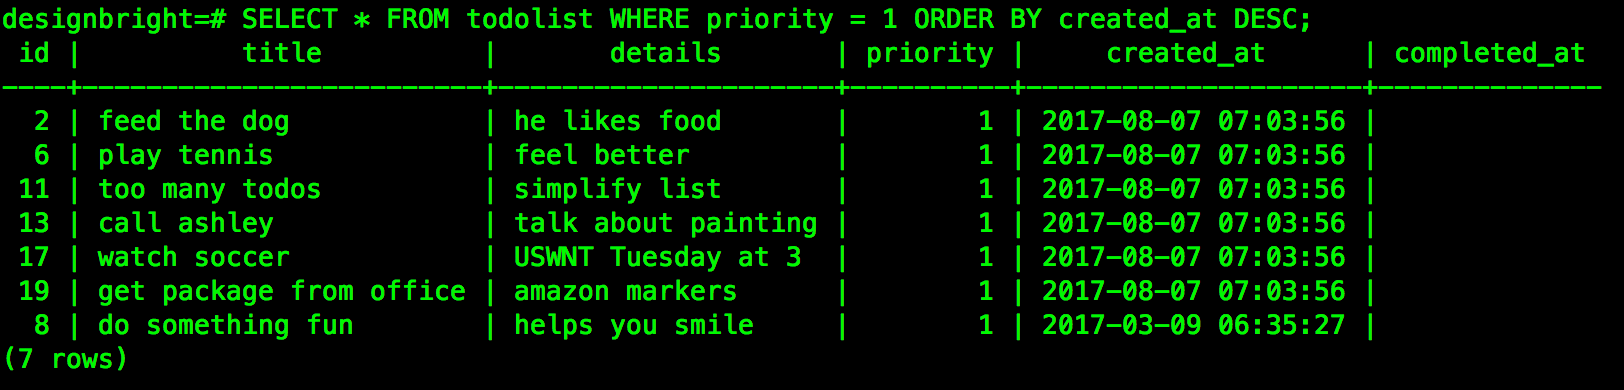 designbright=# SELECT * FROM todolist WHERE priority = 1 ORDER BY created_at DESC;
 id |          title          |       details       | priority |     created_at      | completed_at
----+-------------------------+---------------------+----------+---------------------+--------------
  2 | feed the dog            | he likes food       |        1 | 2017-08-07 07:03:56 |
  6 | play tennis             | feel better         |        1 | 2017-08-07 07:03:56 |
 11 | too many todos          | simplify list       |        1 | 2017-08-07 07:03:56 |
 13 | call ashley             | talk about painting |        1 | 2017-08-07 07:03:56 |
 17 | watch soccer            | USWNT Tuesday at 3  |        1 | 2017-08-07 07:03:56 |
 19 | get package from office | amazon markers      |        1 | 2017-08-07 07:03:56 |
  8 | do something fun        | helps you smile     |        1 | 2017-03-09 06:35:27 |
(7 rows)